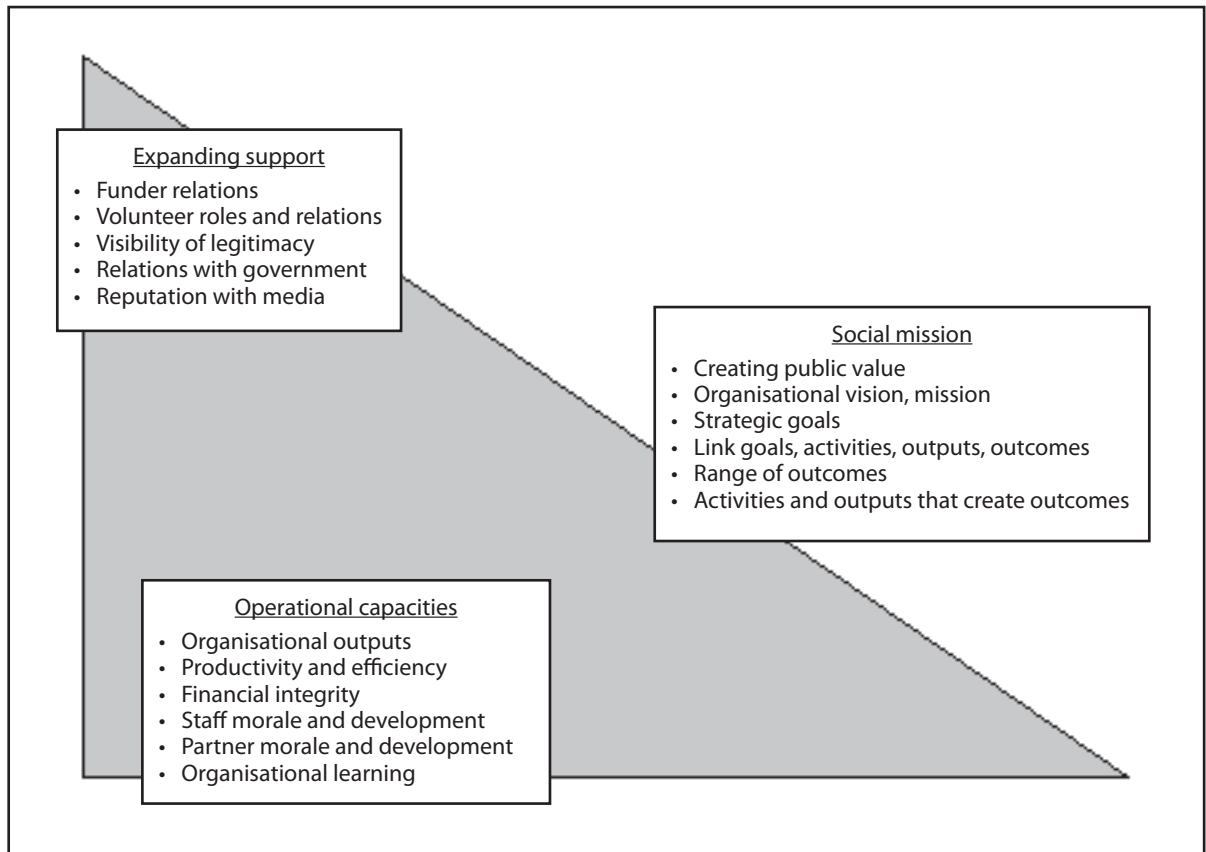 Expanding support
• Funder relations
• Volunteer roles and relations
• Visibility of legitimacy
• Relations with government
• Reputation with media
Social mission
• Creating public value
• Organisational vision, mission
• Strategic goals
• Link goals, activities, outputs, outcomes
• Range of outcomes
• Activities and outputs that create outcomes
Operational capacities
• Organisational outputs
• Productivity and efficiency
• Financial integrity
• Staff morale and development
• Partner morale and development
• Organisational learning